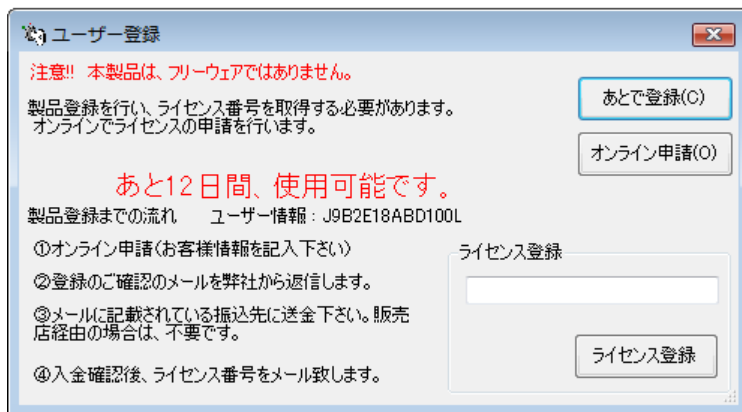 ユーザー登録
注意!! 本製品は、フリーウェアではありません。
製品登録を行い、ライセンス番号を取得する必要があります。
オンラインでライセンスの申請を行います。
あとで登録(C)
オンライン申請(O)
あと12日間、使用可能です。
製品登録までの流れ ユーザー情報:J9B2E18ABD100L
①オンライン申請(お客様情報を記入下さい)
②登録のご確認のメールを弊社から返信します。
③メールに記載されている振込先に送金下さい。販売
店経由の場合は、不要です。
④入金確認後、ライセンス番号をメール致します。
ライセンス登録
ライセンス登録